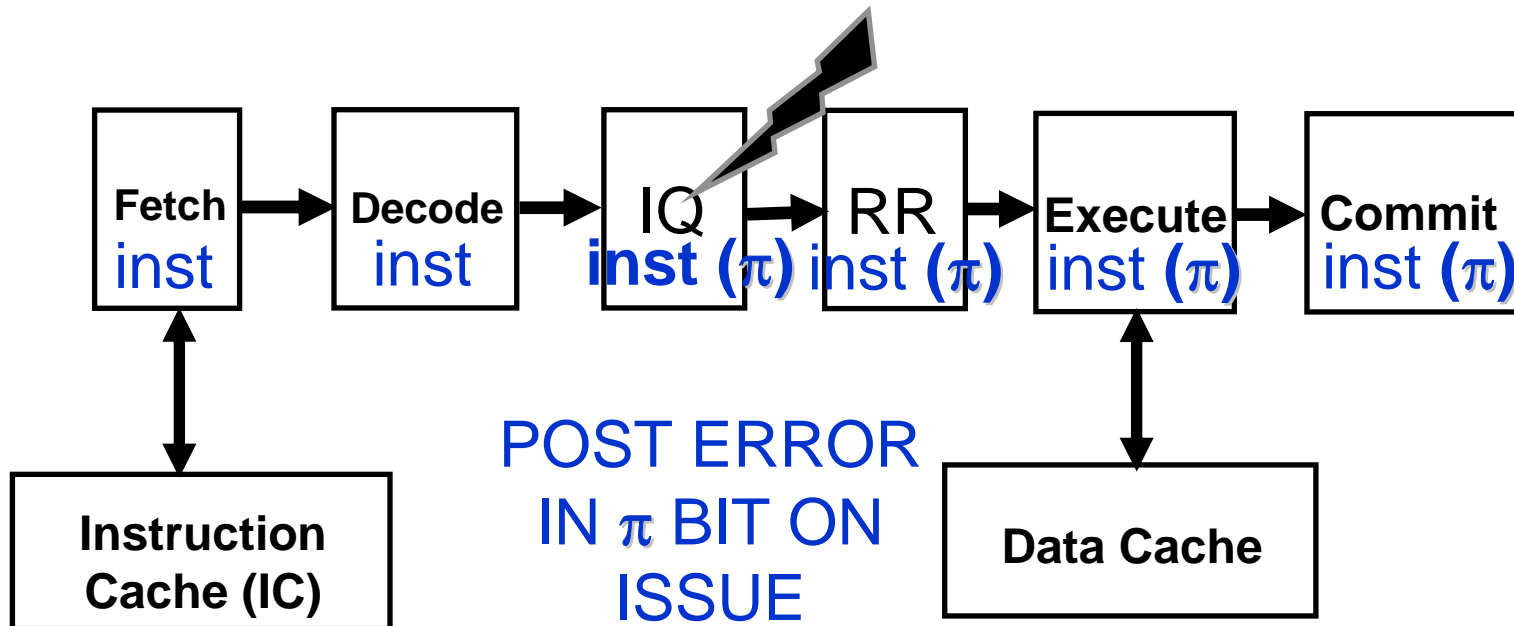 Fetch
inst
Decode
inst
IQ
inst (π)
RR
inst (π)
Execute
inst (π)
Commit
inst (π)
POST ERROR
IN π BIT ON
ISSUE
Instruction
Cache (IC)
Data Cache